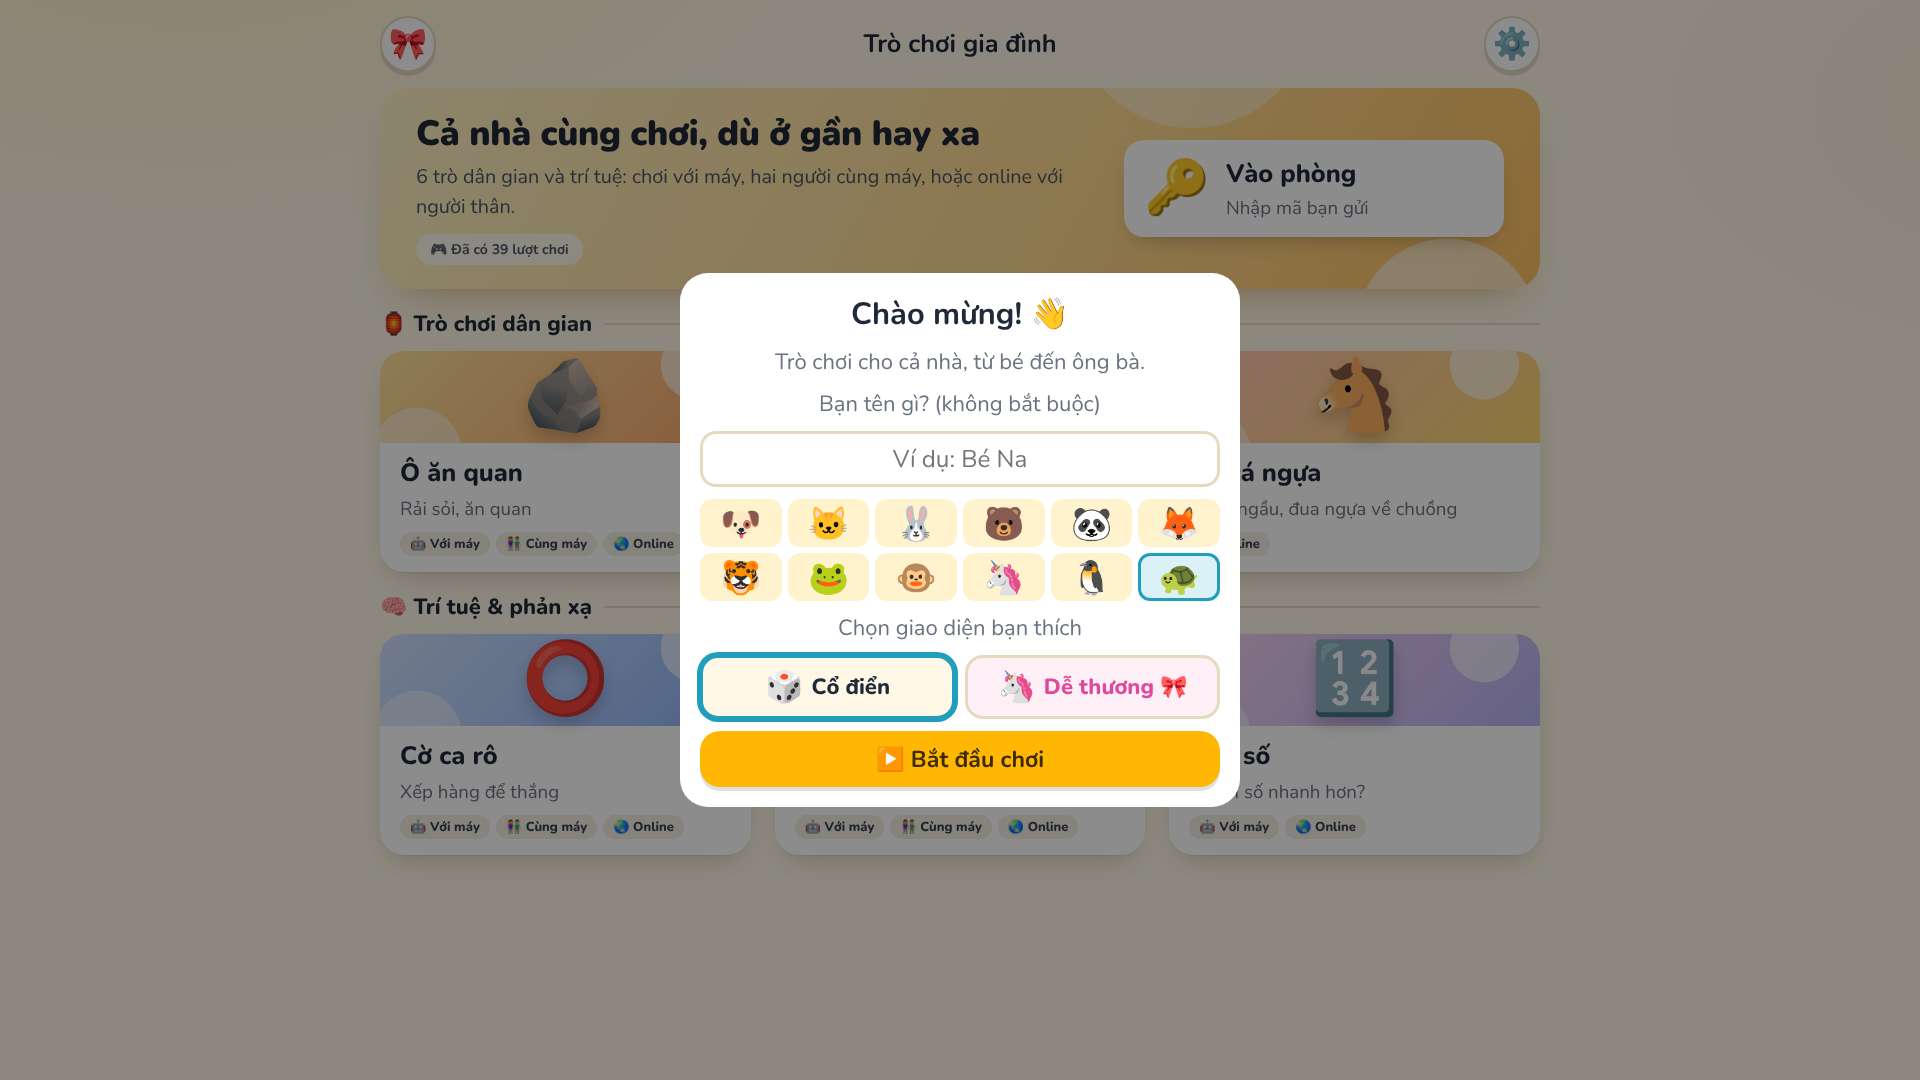 Trò chơi gia đình
Cả nhà cùng chơi, dù ở gần hay xa
6 trò dân gian và trí tuệ: chơi với máy, hai người cùng máy, hoặc online với
người thân.
Đã có 39 lượt chơi
Vào phòng
Nhập mã bạn gửi
Chào mừng!
Trò chơi cho cả nhà, từ bé đến ông bà.
Bạn tên gì? (không bắt buộc)
Ví dụ: Bé Na
Chọn giao diện bạn thích
Cổ điển
Dễ thương
Bắt đầu chơi
Trò chơi dân gian
Ô ăn quan
Rải sỏi, ăn quan
Với máy
Cùng máy
Online
á ngựa
ngầu, đua ngựa về chuồng
Trí tuệ & phản xạ
Cờ ca rô
Xếp hàng để thắng
Với máy
Cùng máy
Online
Với máy
Cùng máy
Online
1 2
3 4
số
số nhanh hơn?
Với máy
Online